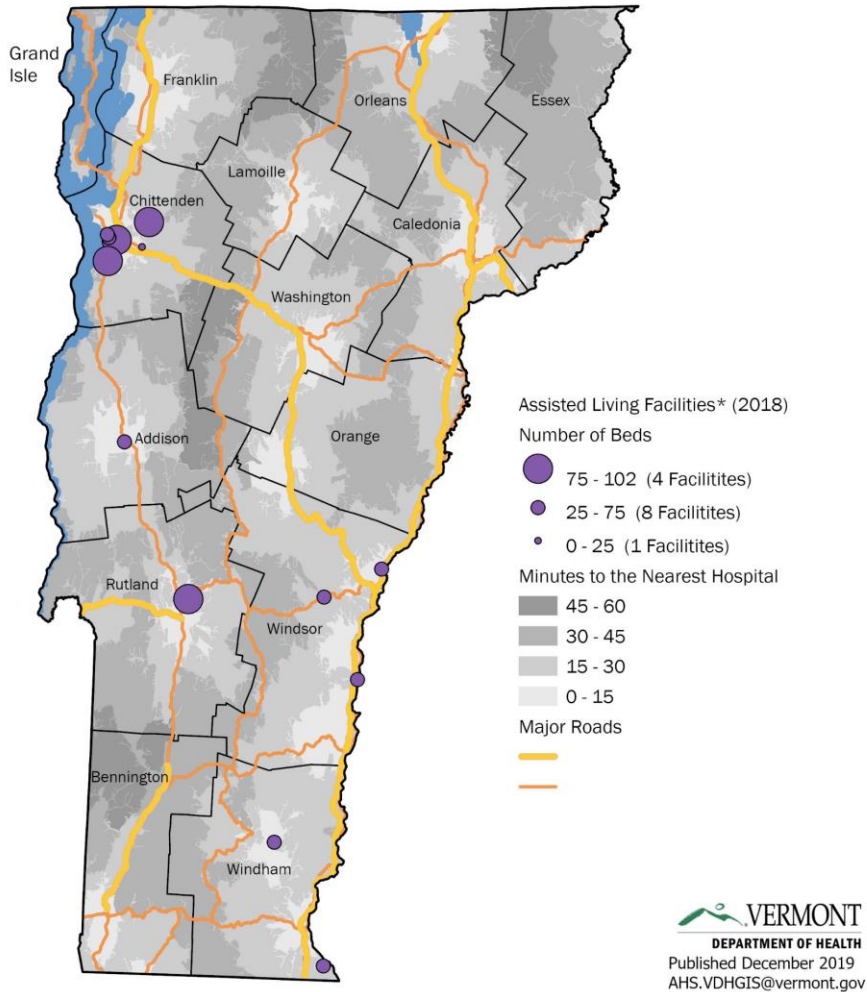 Grand
Isle
Franklin
Orleans
Essex
Lamoille
Chittenden
Caledonia
Washington
Addison
Orange
Rutland
Windsor
Bennington
Windham
Assisted Living Facilities* (2018)
Number of Beds
75 - 102 (4 Facilitites)
25 - 75 (8 Facilitites)
0 - 25 (1 Facilitites)
Minutes to the Nearest Hospital
45 - 60
30 - 45
15 - 30
0 - 15
Major Roads
VERMONT
DEPARTMENT OF HEALTH
Published December 2019
AHS.VDHGIS@vermont.gov